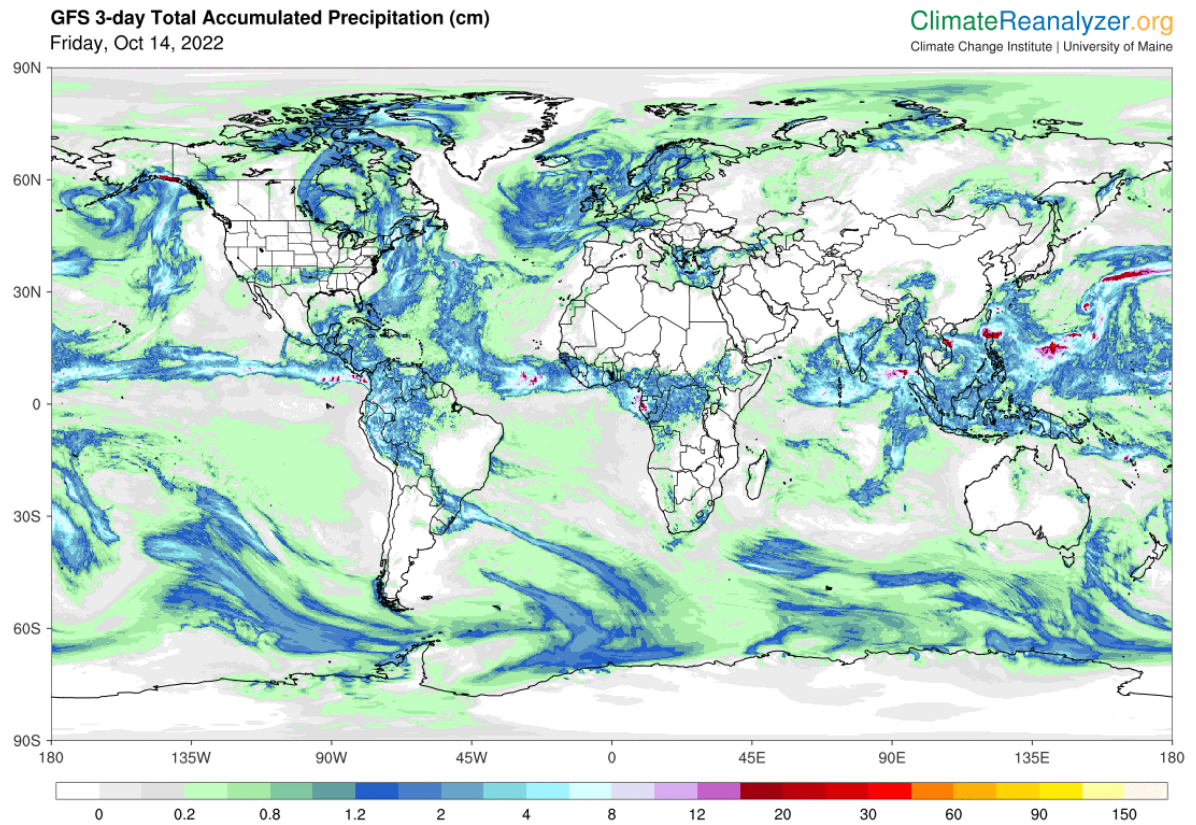 GFS 3-day Total Accumulated Precipitation (cm)
Friday, Oct 14, 2022
ClimateReanalyzer.org
Climate Change Institute | University of Maine
90N
60N
30N
0
30S
60S
90S
180 135W 90W 45W 0 45E 90E 135E 180
0 0.2 0.8 1.2 2 4 8 12 20 30 60 90 150